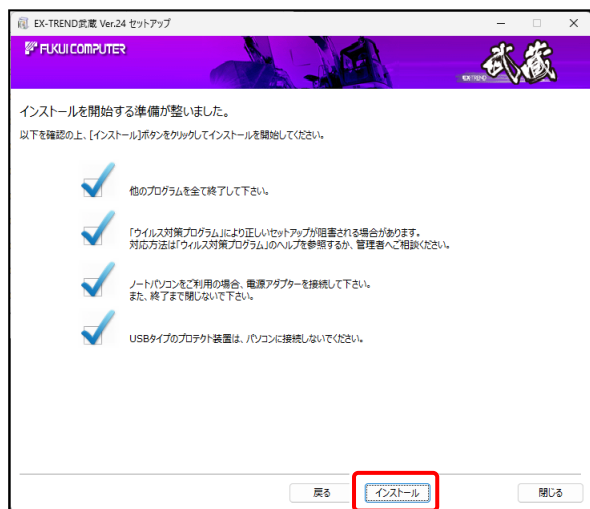 EX-TREND武蔵 Ver.24 セットアップ
FUKUI COMPUTER
EX-TREND 武蔵
インストールを開始する準備が整いました。
以下を確認の上、[インストール]ボタンをクリックしてインストールを開始してください。
他のプログラムを全て終了して下さい。
「ウイルス対策プログラム」により正しいセットアップが阻害される場合があります。
対応方法は「ウィルス対策プログラム」のヘルプを参照するか、管理者へご相談ください。
ノートパソコンをご利用の場合、電源アダプターを接続して下さい。
また、終了まで閉じないで下さい。
USBタイプのプロテクト装置は、パソコンに接続しないでください。
戻る
インストール
閉じる